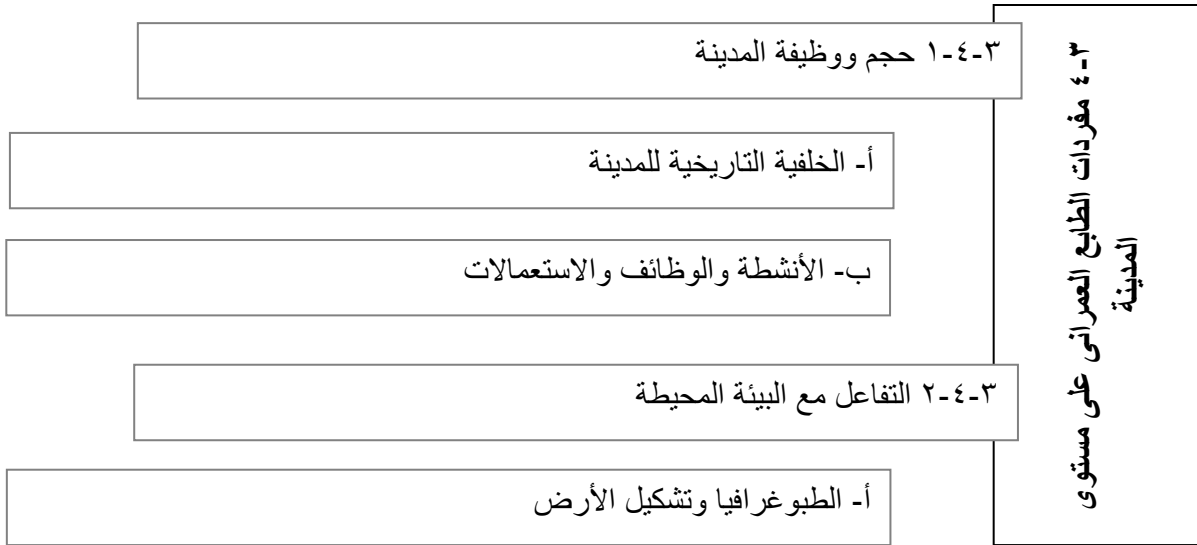 ٣-٤ مفردات الطابع العمرانى على مستوى
المدينة
٣-٤-١ حجم ووظيفة المدينة
أ- الخلفية التاريخية للمدينة
ب- الأنشطة والوظائف والاستعمالات
٣-٤-٢ التفاعل مع البيئة المحيطة
أ- الطبوغرافيا وتشكيل الأرض